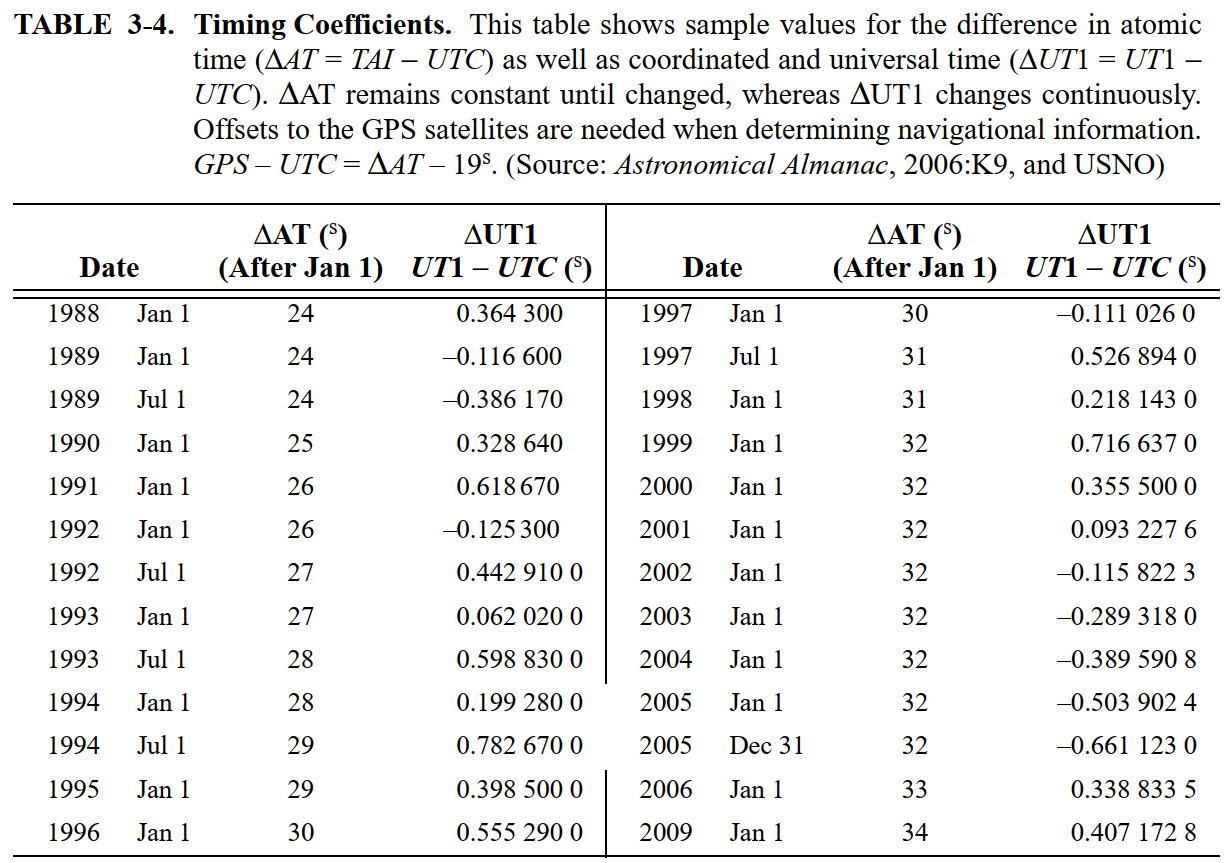 TABLE 3-4. Timing Coefficients. This table shows sample values for the difference in atomic
time (ΔAT = TAI – UTC) as well as coordinated and universal time (ΔUT1 = UT1 –
UTC). ΔAT remains constant until changed, whereas ΔUT1 changes continuously.
Offsets to the GPS satellites are needed when determining navigational information.
GPS – UTC = ΔAT – 19ˢ. (Source: Astronomical Almanac, 2006:K9, and USNO)
Date ΔAT (ˢ) (After Jan 1) ΔUT1 UT1 – UTC (ˢ) Date ΔAT (ˢ) (After Jan 1) ΔUT1 UT1 – UTC (ˢ)
1988 Jan 1 24 0.364 300 1997 Jan 1 30 –0.111 026 0
1989 Jan 1 24 –0.116 600 1997 Jul 1 31 0.526 894 0
1989 Jul 1 24 –0.386 170 1998 Jan 1 31 0.218 143 0
1990 Jan 1 25 0.328 640 1999 Jan 1 32 0.716 637 0
1991 Jan 1 26 0.618 670 2000 Jan 1 32 0.355 500 0
1992 Jan 1 26 –0.125 300 2001 Jan 1 32 0.093 227 6
1992 Jul 1 27 0.442 910 0 2002 Jan 1 32 –0.115 822 3
1993 Jan 1 27 0.062 020 0 2003 Jan 1 32 –0.289 318 0
1993 Jul 1 28 0.598 830 0 2004 Jan 1 32 –0.389 590 8
1994 Jan 1 28 0.199 280 0 2005 Jan 1 32 –0.503 902 4
1994 Jul 1 29 0.782 670 0 2005 Dec 31 32 –0.661 123 0
1995 Jan 1 29 0.398 500 0 2006 Jan 1 33 0.338 833 5
1996 Jan 1 30 0.555 290 0 2009 Jan 1 34 0.407 172 8